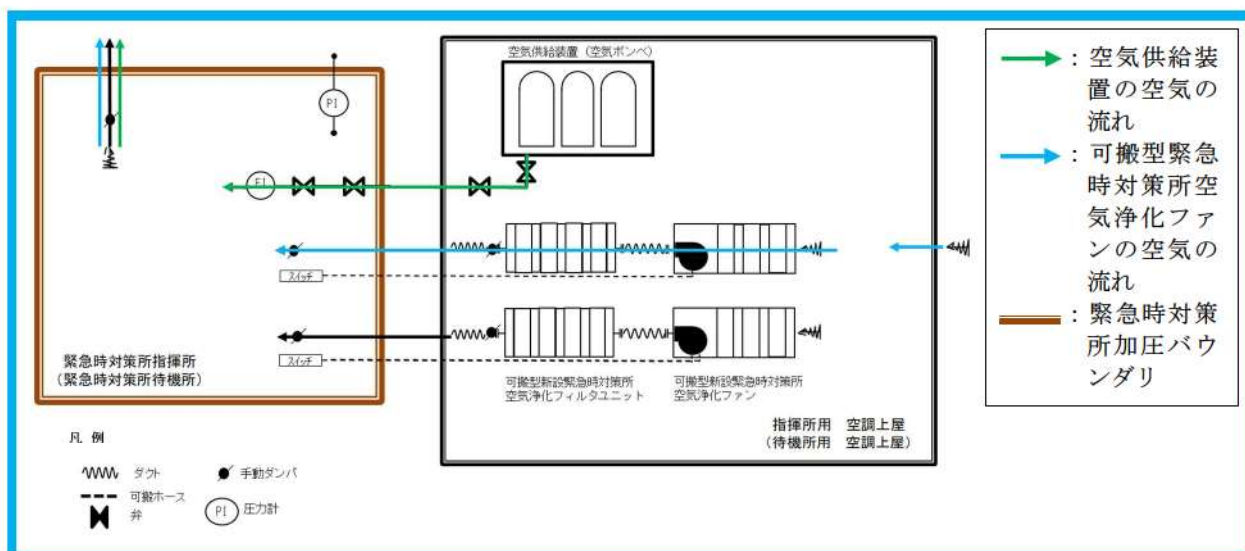 空気供給装置（空気ボンベ）
PI
FI
スイッチ
スイッチ
緊急時対策所指揮所
（緊急時対策所待機所）
可搬型新設緊急時対策所
空気浄化フィルタユニット
可搬型新設緊急時対策所
空気浄化ファン
指揮所用　空調上屋
（待機所用　空調上屋）
凡 例
ダクト
手動ダンパ
可搬ホース
弁
PI
圧力計
：空気供給装
置の空気の
流れ
：可搬型緊急
時対策所空
気浄化ファ
ンの空気の
流れ
：緊急時対策
所加圧バウ
ンダリ